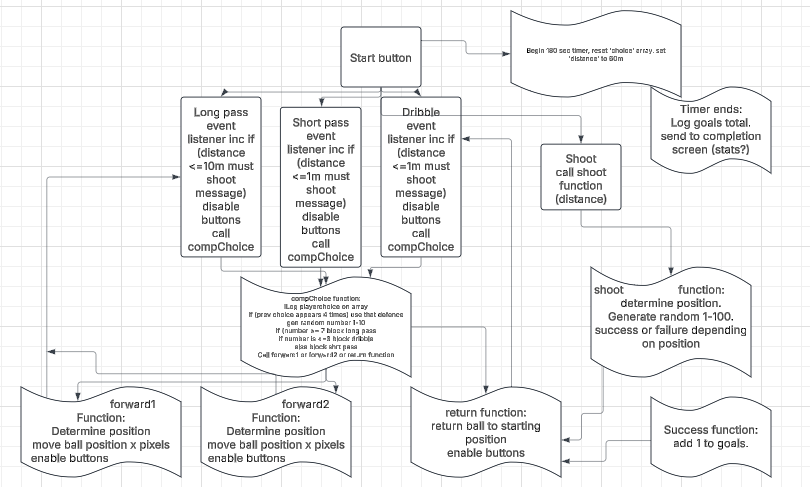 Start button
Begin 180 sec timer, reset 'choice' array. set
'distance' to 60m
Timer ends:
Log goals total.
send to completion
screen (stats?)
Long pass
event
listener inc if
(distance
<=10m must
shoot
message)
disable
buttons
call
compChoice
Short pass
event
listener inc if
(distance
<=1m must
shoot
message)
disable
buttons
call
compChoice
Dribble
event
listener inc if
(distance
<=1m must
shoot
message)
disable
buttons
call
compChoice
Shoot
call shoot
function
(distance)
compChoice function:
Log playerchoice on array
If (prev choice appears 4 times) use that defence
gen random number 1-10
If (number >= 7 block long pass
if number is <=3 block dribble
else block shrt pass
Call forward1 or forward2 or return function
shoot function:
determine position.
Generate random 1-100.
success or failure depending
on position
forward1
Function:
Determine position
move ball position x pixels
enable buttons
forward2
Function:
Determine position
move ball position x pixels
enable buttons
return function:
return ball to starting
position
enable buttons
Success function:
add 1 to goals.